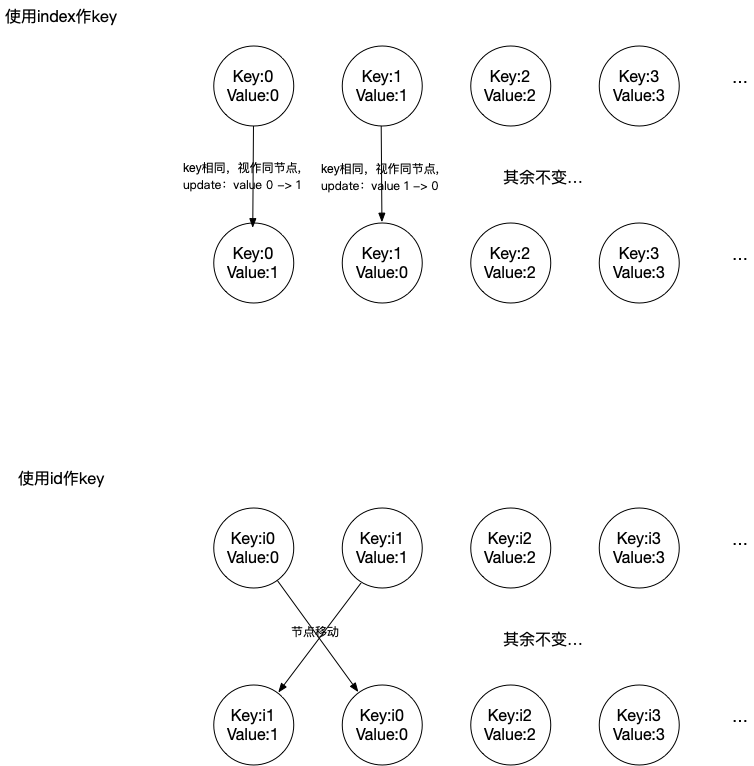 使用index作key
Key:0
Value:0
Key:1
Value:1
Key:2
Value:2
Key:3
Value:3
...
key相同，视作同节点，
update：value 0 -> 1
key相同，视作同节点，
update：value 1 -> 0
其余不变...
Key:0
Value:1
Key:1
Value:0
Key:2
Value:2
Key:3
Value:3
...
使用id作key
Key:i0
Value:0
Key:i1
Value:1
Key:i2
Value:2
Key:i3
Value:3
...
节点移动
其余不变...
Key:i1
Value:1
Key:i0
Value:0
Key:i2
Value:2
Key:i3
Value:3
...